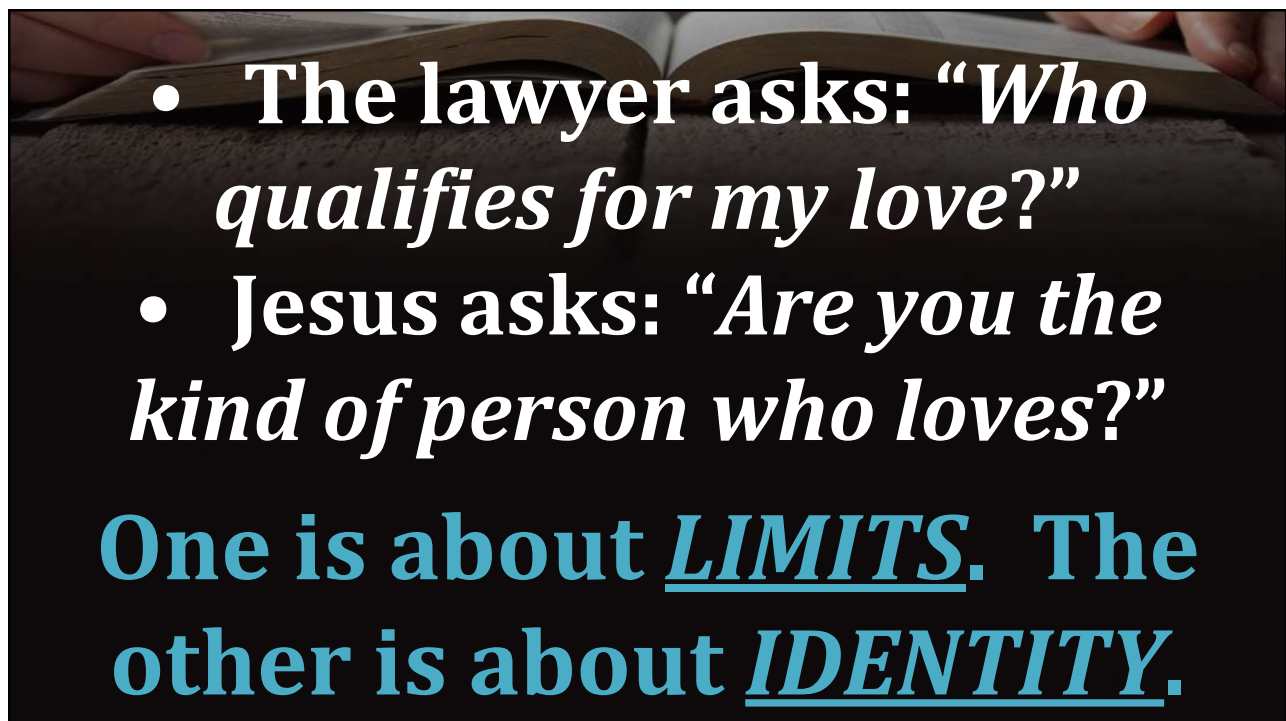 • The lawyer asks: “Who
qualifies for my love?”
• Jesus asks: “Are you the
kind of person who loves?”
One is about LIMITS. The
other is about IDENTITY.